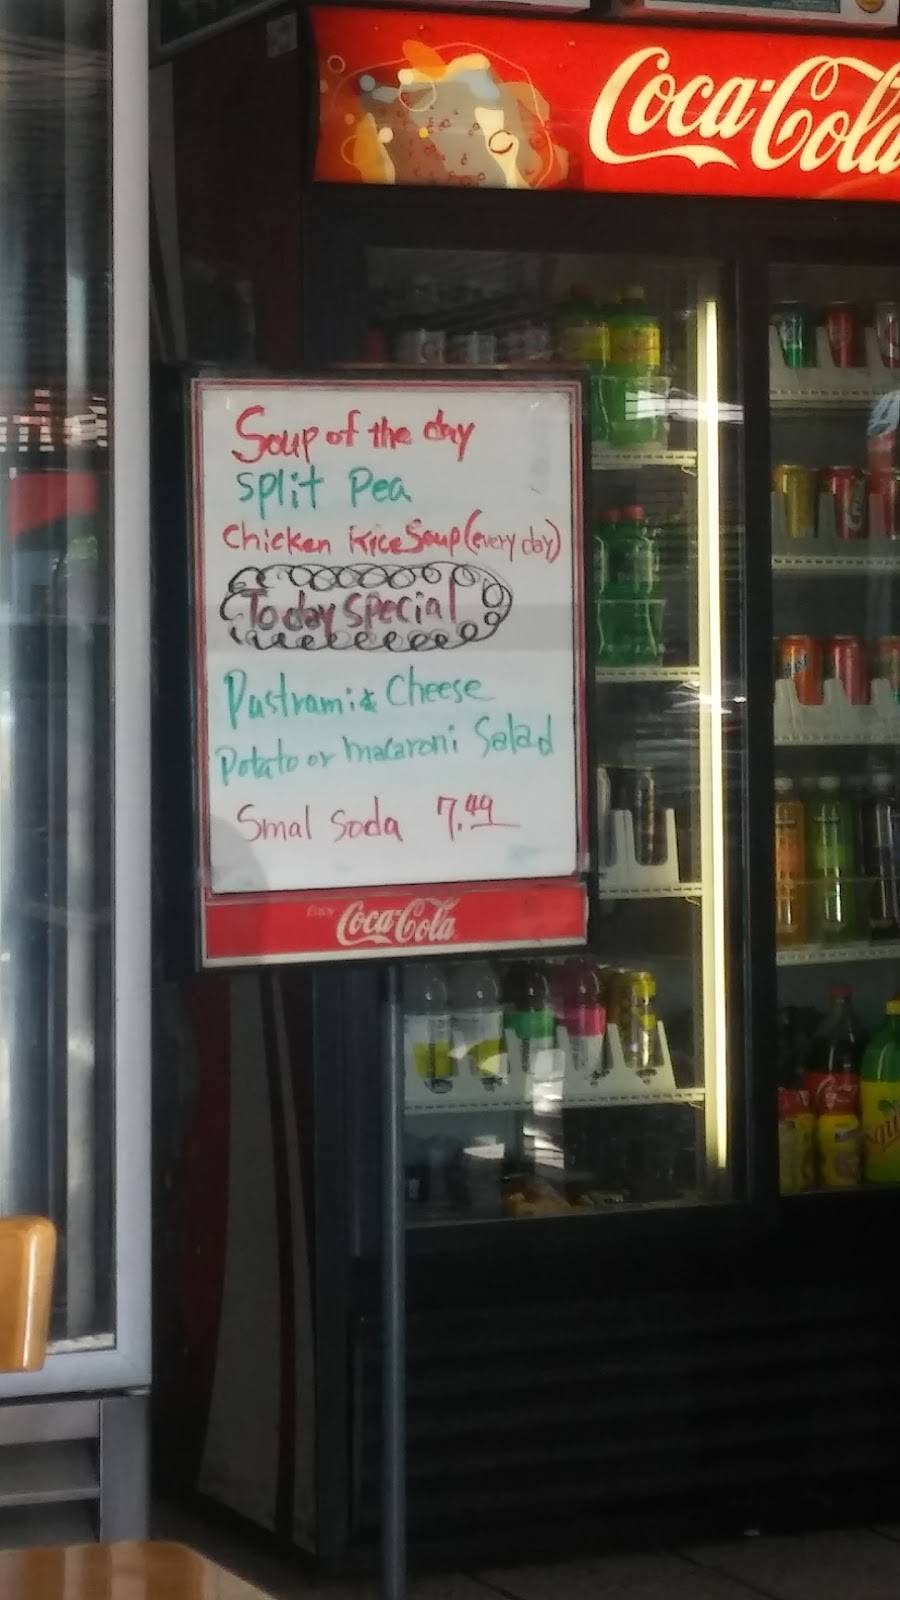 Coca-Cola
Soup of the day
Split Pea
Chicken Rice Soup (every day)
Today special
Pastrami & Cheese
Potato or macaroni Salad
Smal Soda 7.49
Enjoy
Coca-Cola